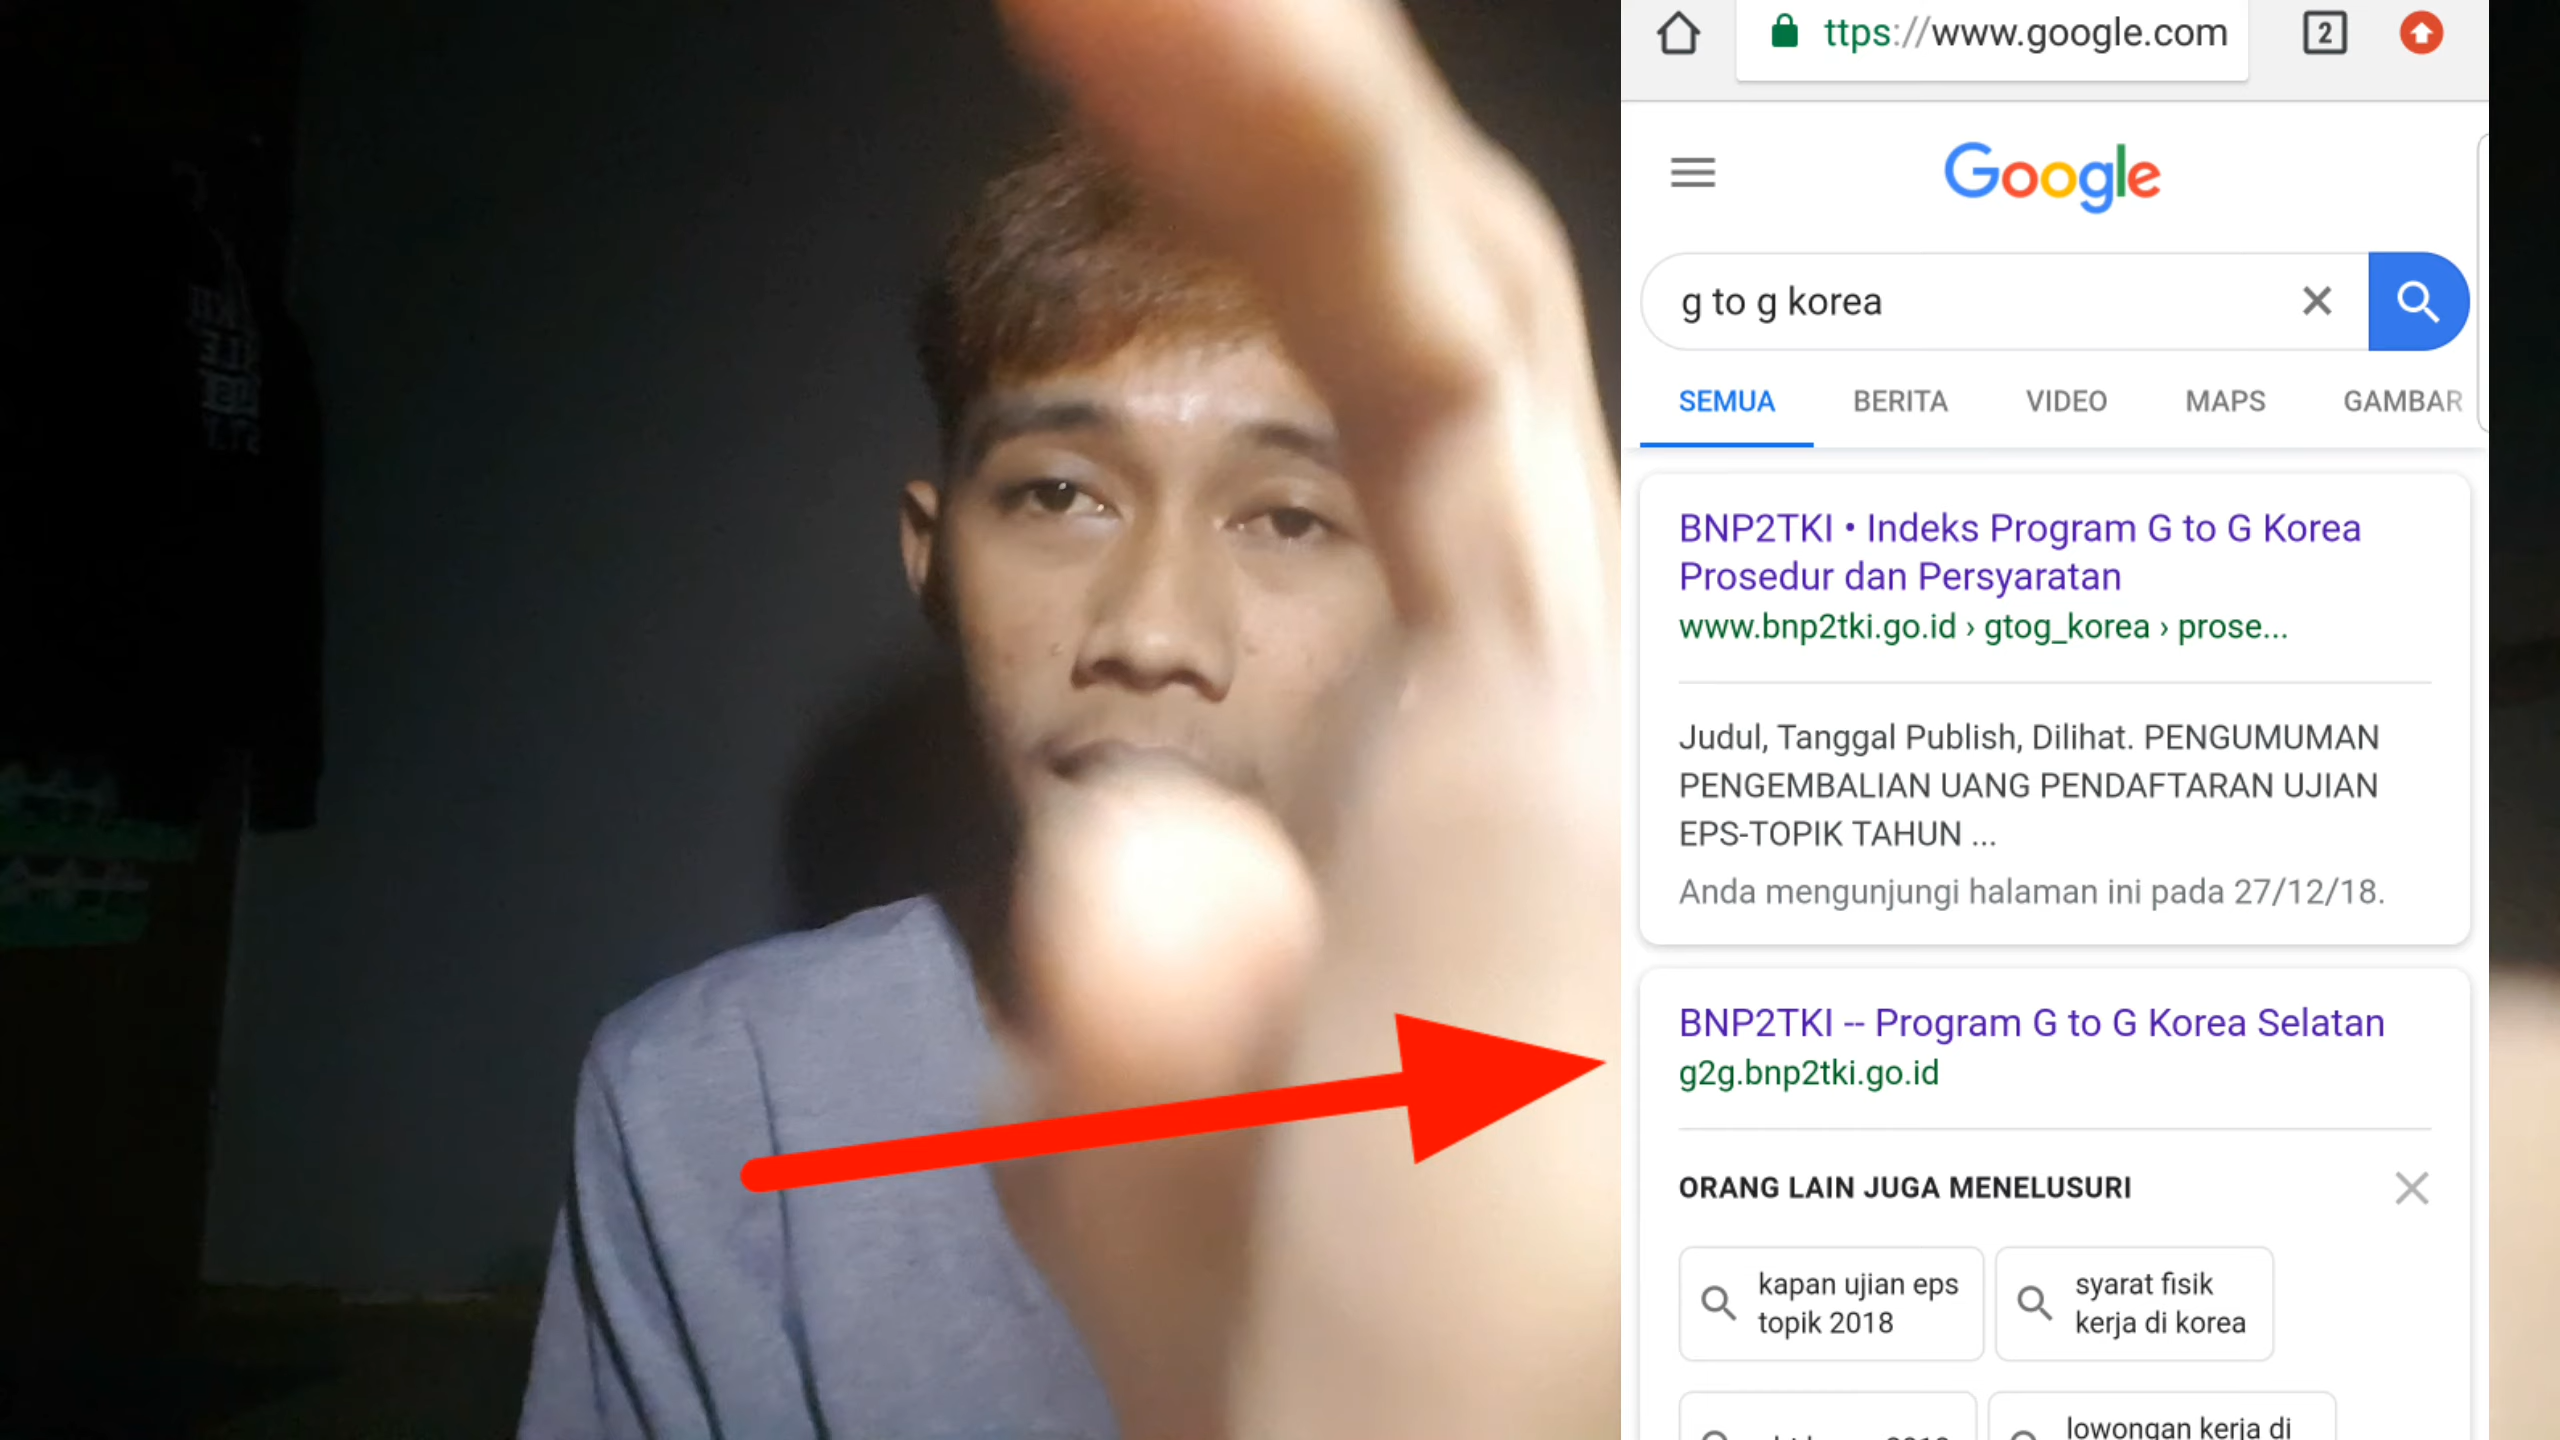 ttps://www.google.com
2
Google
g to g korea
SEMUA BERITA VIDEO MAPS GAMBAR
BNP2TKI • Indeks Program G to G Korea
Prosedur dan Persyaratan
www.bnp2tki.go.id › gtog_korea › prose...
Judul, Tanggal Publish, Dilihat. PENGUMUMAN
PENGEMBALIAN UANG PENDAFTARAN UJIAN
EPS-TOPIK TAHUN ...
Anda mengunjungi halaman ini pada 27/12/18.
BNP2TKI -- Program G to G Korea Selatan
g2g.bnp2tki.go.id
ORANG LAIN JUGA MENELUSURI
kapan ujian eps
topik 2018
syarat fisik
kerja di korea
lowongan kerja di